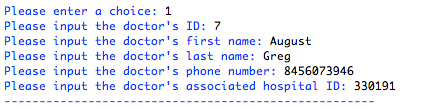 Please enter a choice: 1
Please input the doctor's ID: 7
Please input the doctor's first name: August
Please input the doctor's last name: Greg
Please input the doctor's phone number: 8456073946
Please input the doctor's associated hospital ID: 330191
-----------------------------------------------------